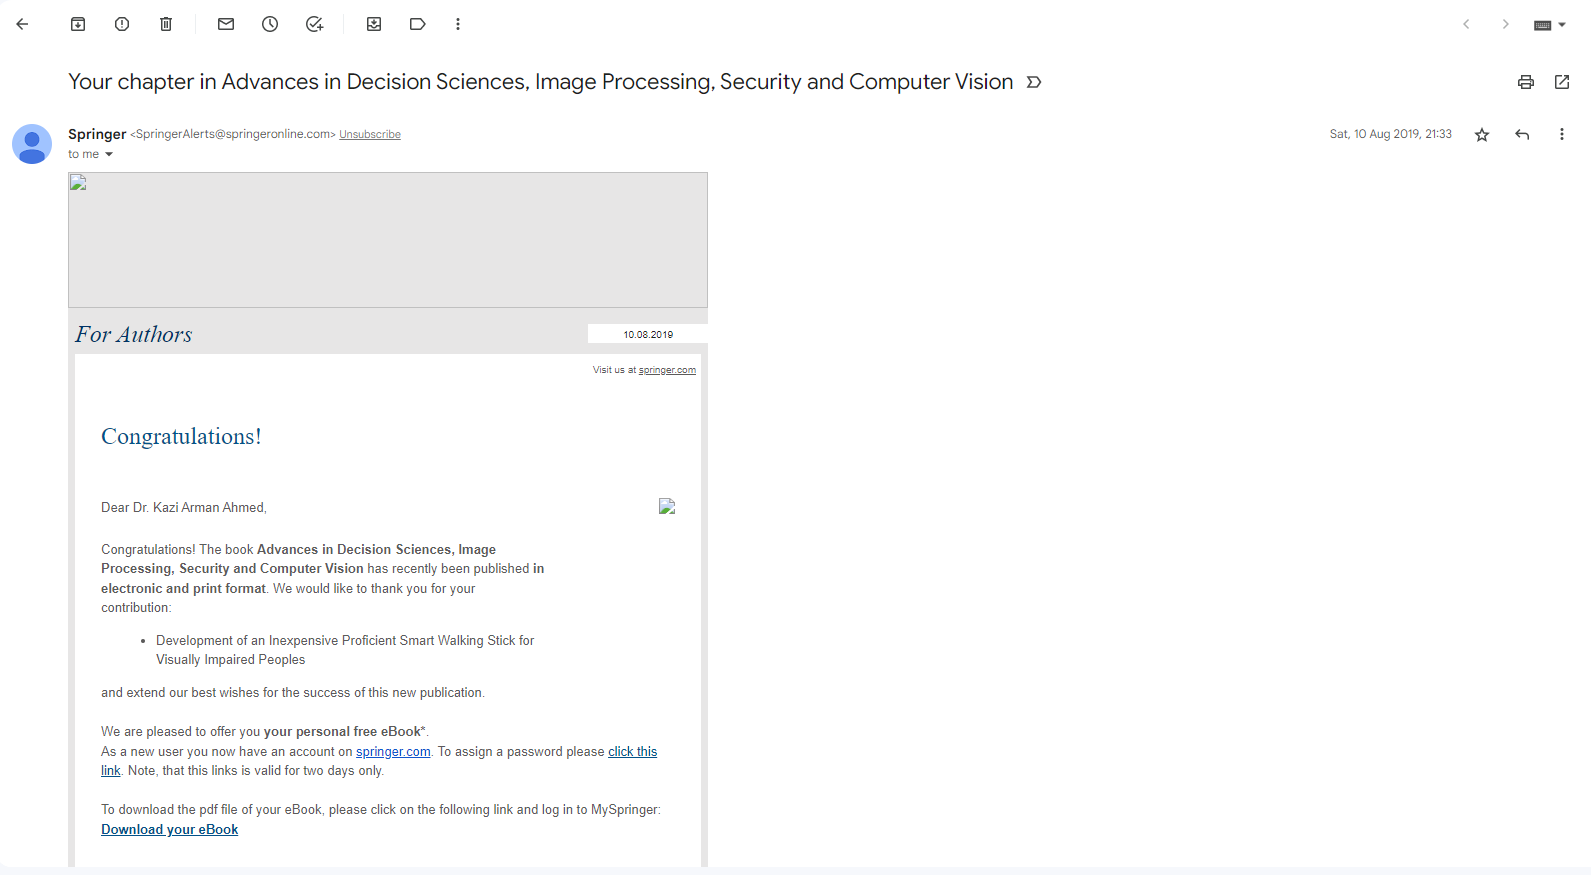 Your chapter in Advances in Decision Sciences, Image Processing, Security and Computer Vision
Springer <SpringerAlerts@springeronline.com> Unsubscribe
Sat, 10 Aug 2019, 21:33
to me
For Authors
10.08.2019
Visit us at springer.com
Congratulations!
Dear Dr. Kazi Arman Ahmed,
Congratulations! The book Advances in Decision Sciences, Image
Processing, Security and Computer Vision has recently been published in
electronic and print format. We would like to thank you for your
contribution:
• Development of an Inexpensive Proficient Smart Walking Stick for
Visually Impaired Peoples
and extend our best wishes for the success of this new publication.
We are pleased to offer you your personal free eBook*.
As a new user you now have an account on springer.com. To assign a password please click this
link. Note, that this links is valid for two days only.
To download the pdf file of your eBook, please click on the following link and log in to MySpringer:
Download your eBook